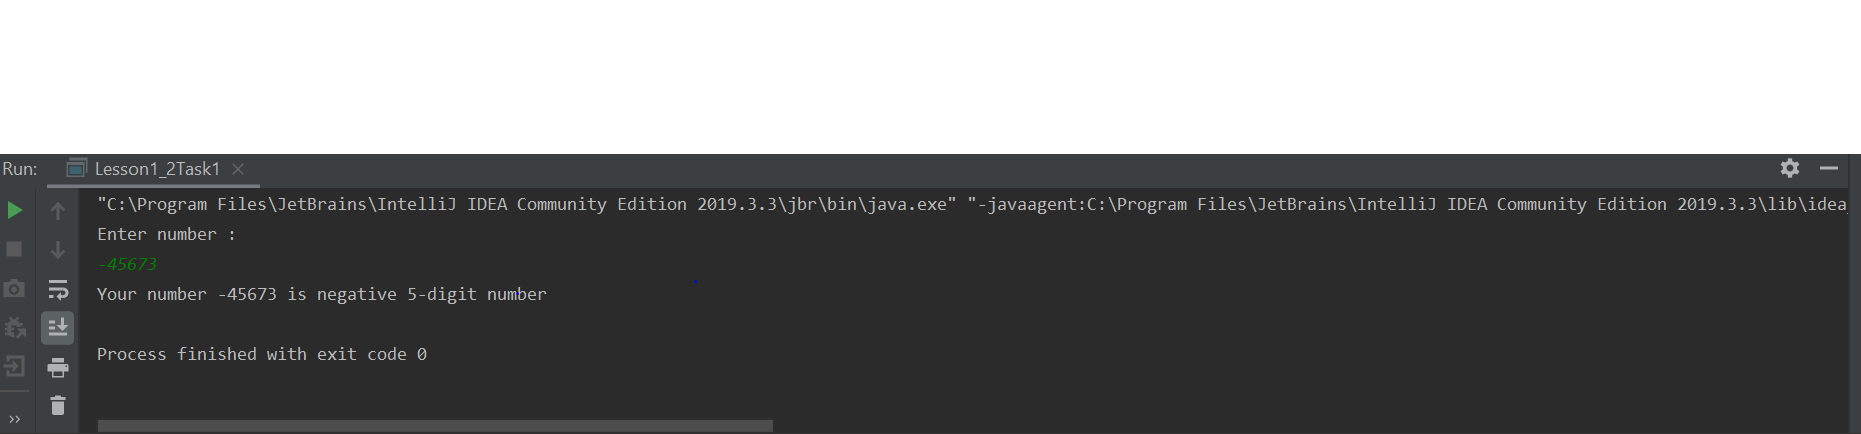 Run: Lesson1_2Task1
"C:\Program Files\JetBrains\IntelliJ IDEA Community Edition 2019.3.3\jbr\bin\java.exe" "-javaagent:C:\Program Files\JetBrains\IntelliJ IDEA Community Edition 2019.3.3\lib\idea_
Enter number :
-45673
Your number -45673 is negative 5-digit number
Process finished with exit code 0